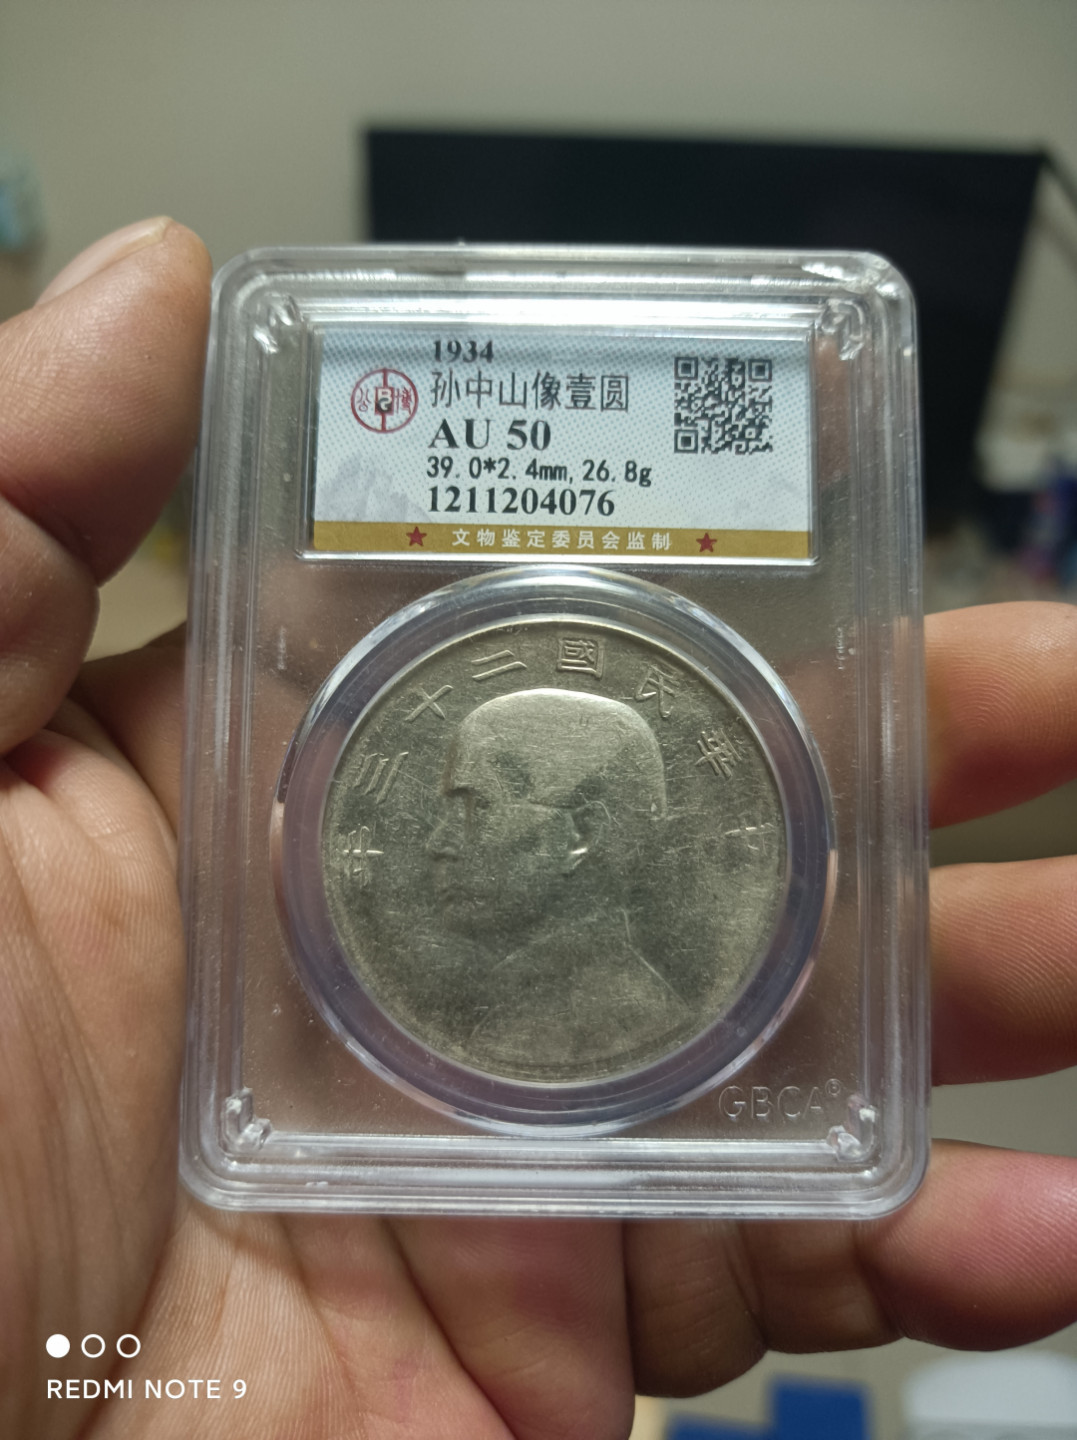 1934
孙中山像壹圆
AU 50
39.0*2.4mm, 26.8g
1211204076
★ 文物鉴定委员会监制 ★
年三十二國民華中
GBCA®
REDMI NOTE 9